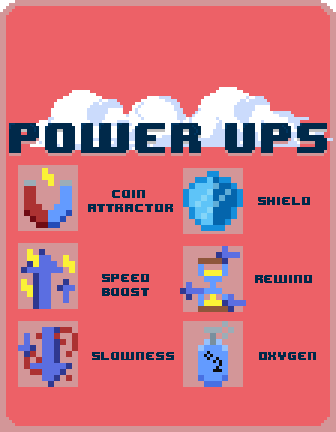 POWER UPS
COIN
ATTRACTOR
SHIELD
SPEED
BOOST
REWIND
SLOWNESS
OXYGEN